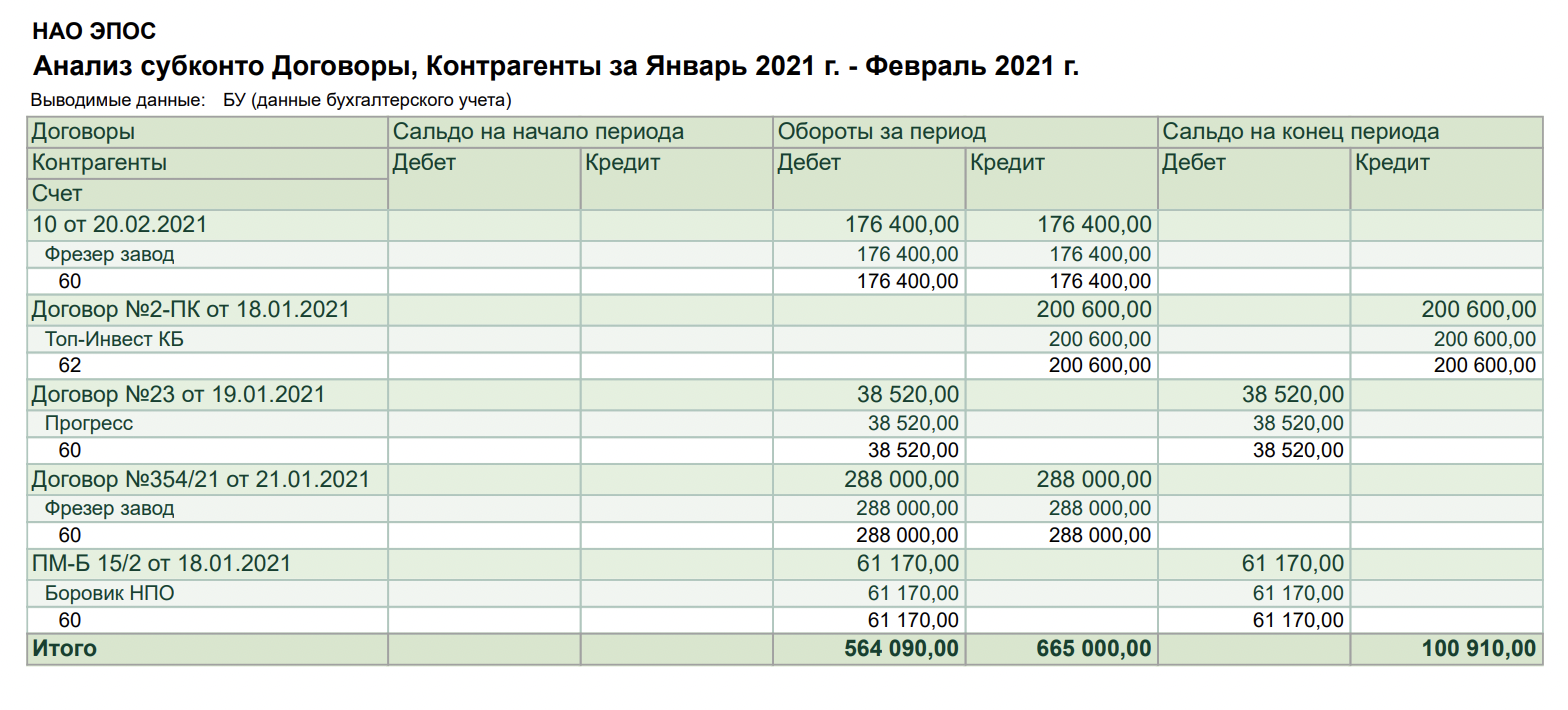 НАО ЭПОС
Анализ субконто Договоры, Контрагенты за Январь 2021 г. - Февраль 2021 г.
Выводимые данные: БУ (данные бухгалтерского учета)
Договоры Сальдо на начало периода Обороты за период Сальдо на конец периода
Контрагенты Дебет Кредит Дебет Кредит Дебет Кредит
Счет
10 от 20.02.2021 176 400,00 176 400,00
Фрезер завод 176 400,00 176 400,00
60 176 400,00 176 400,00
Договор №2-ПК от 18.01.2021 200 600,00 200 600,00
Топ-Инвест КБ 200 600,00 200 600,00
62 200 600,00 200 600,00
Договор №23 от 19.01.2021 38 520,00 38 520,00
Прогресс 38 520,00 38 520,00
60 38 520,00 38 520,00
Договор №354/21 от 21.01.2021 288 000,00 288 000,00
Фрезер завод 288 000,00 288 000,00
60 288 000,00 288 000,00
ПМ-Б 15/2 от 18.01.2021 61 170,00 61 170,00
Боровик НПО 61 170,00 61 170,00
60 61 170,00 61 170,00
Итого 564 090,00 665 000,00 100 910,00